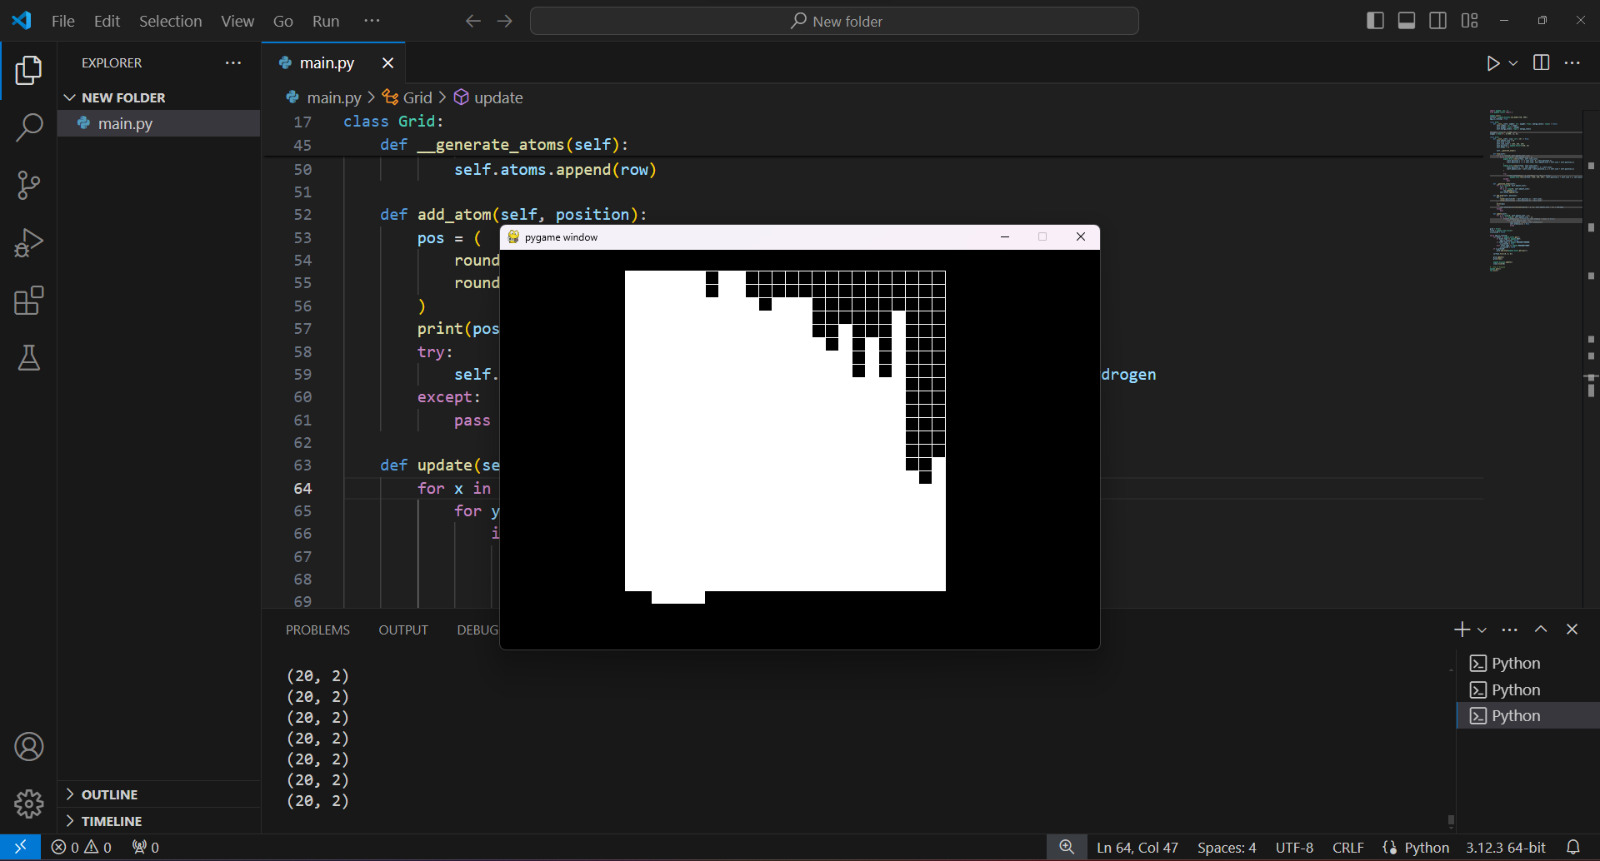 File Edit Selection View Go Run ··· New folder
EXPLORER ···
NEW FOLDER
main.py
OUTLINE
TIMELINE
main.py
main.py > Grid > update
17 class Grid:
45 def __generate_atoms(self):
50 self.atoms.append(row)
51
52 def add_atom(self, position):
53 pos = (
54 round
55 round
56 )
57 print(pos
58 try:
59 self. drogen
60 except:
61 pass
62
63 def update(se
64 for x in
65 for y
66 i
67
68
69
pygame window
PROBLEMS OUTPUT DEBUG
(20, 2)
(20, 2)
(20, 2)
(20, 2)
(20, 2)
(20, 2)
(20, 2)
Python
Python
Python
0 0 0 Ln 64, Col 47 Spaces: 4 UTF-8 CRLF Python 3.12.3 64-bit